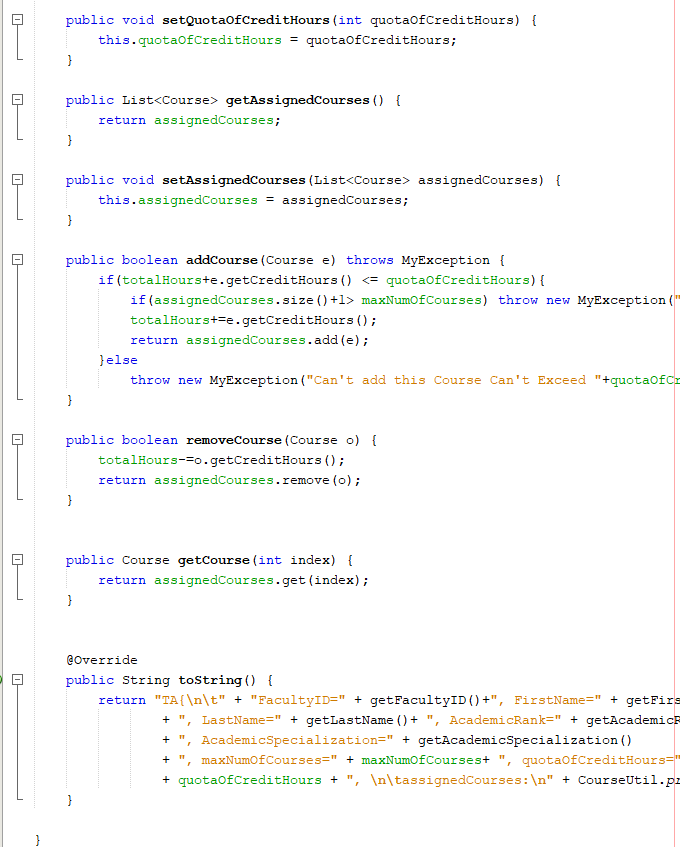 public void setQuotaOfCreditHours(int quotaOfCreditHours) {
this.quotaOfCreditHours = quotaOfCreditHours;
}
public List<Course> getAssignedCourses() {
return assignedCourses;
}
public void setAssignedCourses(List<Course> assignedCourses) {
this.assignedCourses = assignedCourses;
}
public boolean addCourse(Course e) throws MyException {
if(totalHours+e.getCreditHours() <= quotaOfCreditHours){
if(assignedCourses.size()+1> maxNumOfCourses) throw new MyException("
totalHours+=e.getCreditHours();
return assignedCourses.add(e);
}else
throw new MyException("Can't add this Course Can't Exceed "+quotaOfCr
}
public boolean removeCourse(Course o) {
totalHours-=o.getCreditHours();
return assignedCourses.remove(o);
}
public Course getCourse(int index) {
return assignedCourses.get(index);
}
@Override
public String toString() {
return "TA{\n\t" + "FacultyID=" + getFacultyID()+", FirstName=" + getFirs
+ ", LastName=" + getLastName()+ ", AcademicRank=" + getAcademicR
+ ", AcademicSpecialization=" + getAcademicSpecialization()
+ ", maxNumOfCourses=" + maxNumOfCourses+ ", quotaOfCreditHours="
+ quotaOfCreditHours + ", \n\tassignedCourses:\n" + CourseUtil.pr
}
}